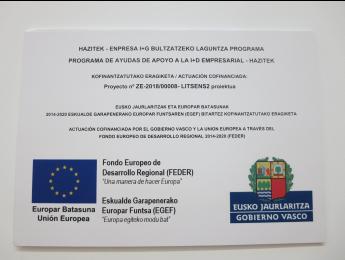 HAZITEK - ENPRESA I+G BULTZATZEKO LAGUNTZA PROGRAMA
PROGRAMA DE AYUDAS DE APOYO A LA I+D EMPRESARIAL - HAZITEK
KOFINANTZATUTAKO ERAGIKETA / ACTUACIÓN COFINANCIADA:
Proyecto nº ZE-2018/00008- LITSENS2 proiektua
EUSKO JAURLARITZAK ETA EUROPAR BATASUNAK
2014-2020 ESKUALDE GARAPENERAKO EUROPAR FUNTSAREN (EGEF) BITARTEZ KOFINANTZATUTAKO ERAGIKETA
ACTUACIÓN COFINANCIADA POR EL GOBIERNO VASCO Y LA UNIÓN EUROPEA A TRAVÉS DEL
FONDO EUROPEO DE DESARROLLO REGIONAL 2014-2020 (FEDER)
Fondo Europeo de
Desarrollo Regional (FEDER)
"Una manera de hacer Europa"
Eskualde Garapenerako
Europar Funtsa (EGEF)
"Europa egiteko modu bat"
Europar Batasuna
Unión Europea
EUSKO JAURLARITZA
GOBIERNO VASCO